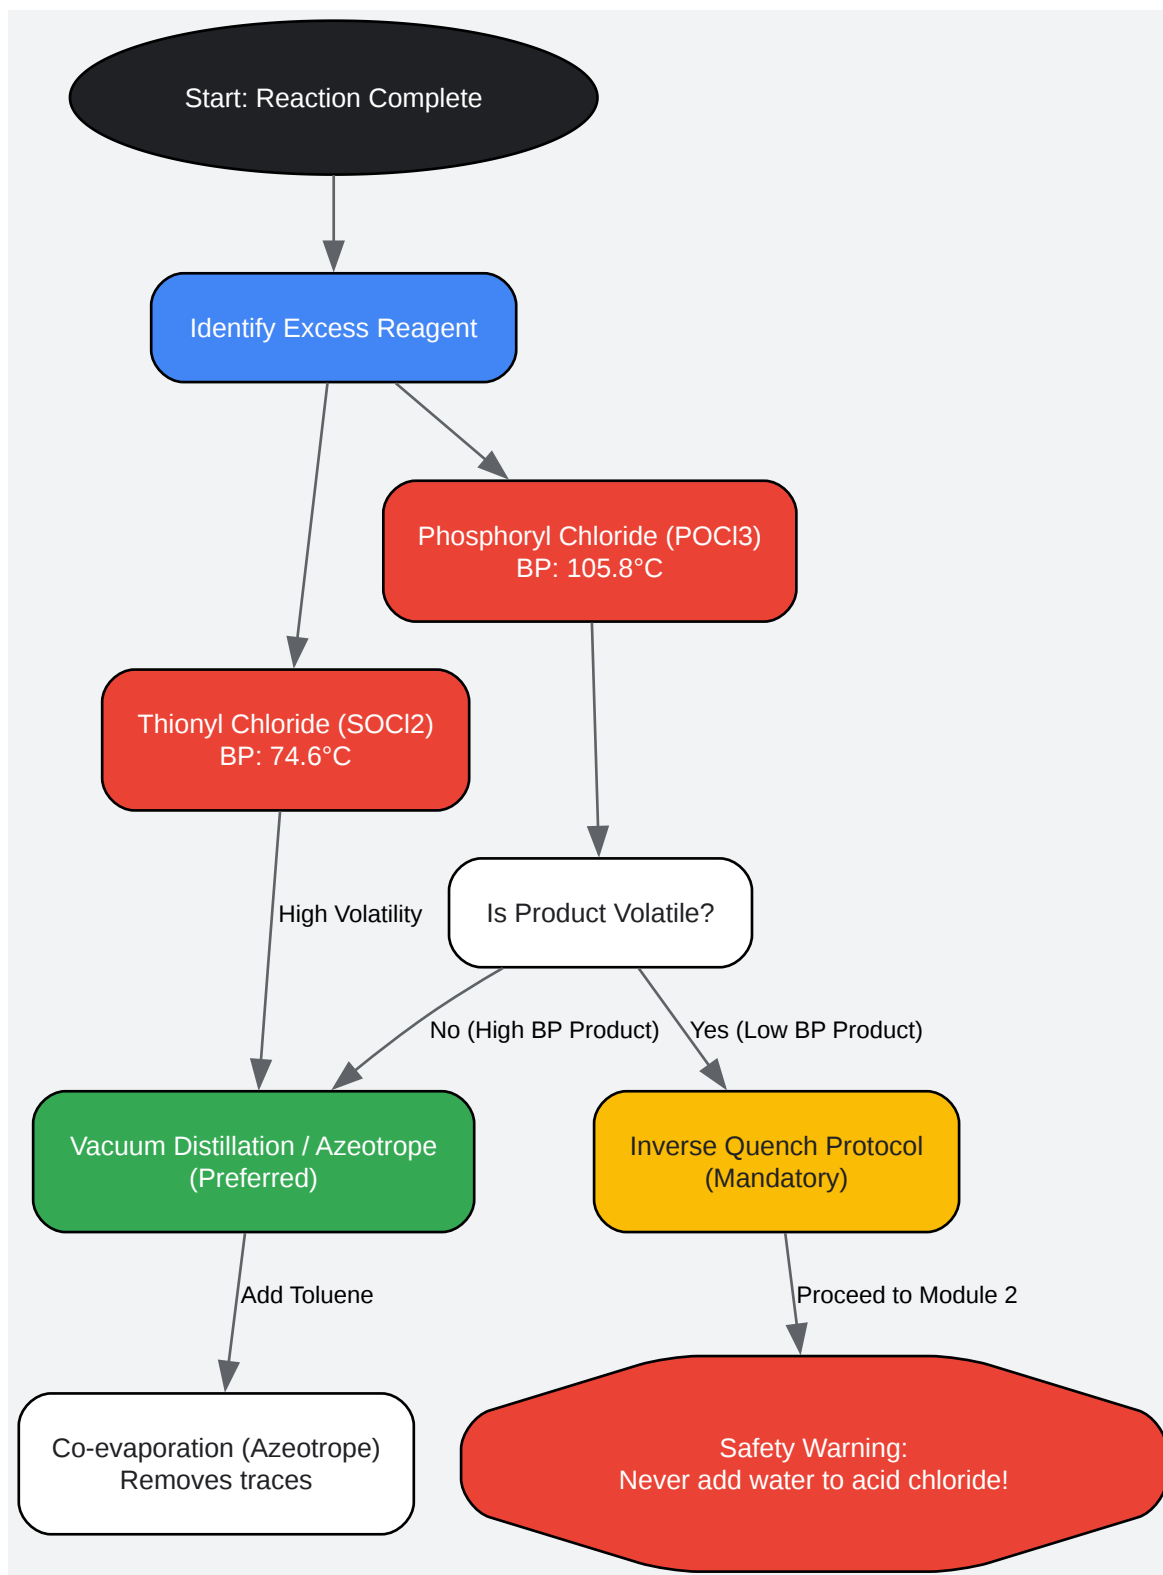 Start: Reaction Complete
Identify Excess Reagent
Phosphoryl Chloride (POCl3)
BP: 105.8°C
Thionyl Chloride (SOCl2)
BP: 74.6°C
Is Product Volatile?
High Volatility
No (High BP Product)
Yes (Low BP Product)
Vacuum Distillation / Azeotrope
(Preferred)
Inverse Quench Protocol
(Mandatory)
Add Toluene
Proceed to Module 2
Co-evaporation (Azeotrope)
Removes traces
Safety Warning:
Never add water to acid chloride!